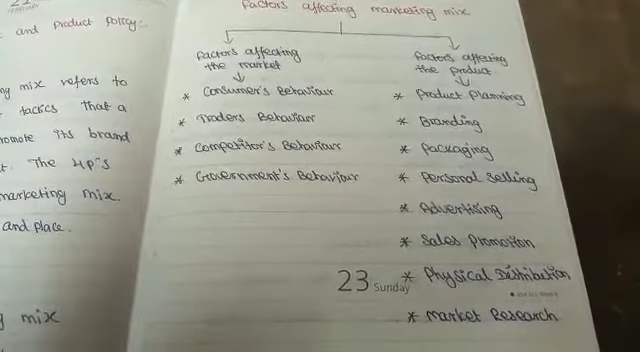 and Product Policy:-
mix refers to
tactics that a
its brand
The 4P's
marketing mix.
and place.
mix
Factors affecting marketing mix
Factors affecting
the market
* Consumer's Behaviour
* Traders Behaviour
* Competitor's Behaviour
* Government's Behaviour
Factors affecting
the product
* Product Planning
* Branding
* Packaging
* Personal Selling
* Advertising
* Sales Promotion
* Physical Distribution
* Market Research
23 Sunday